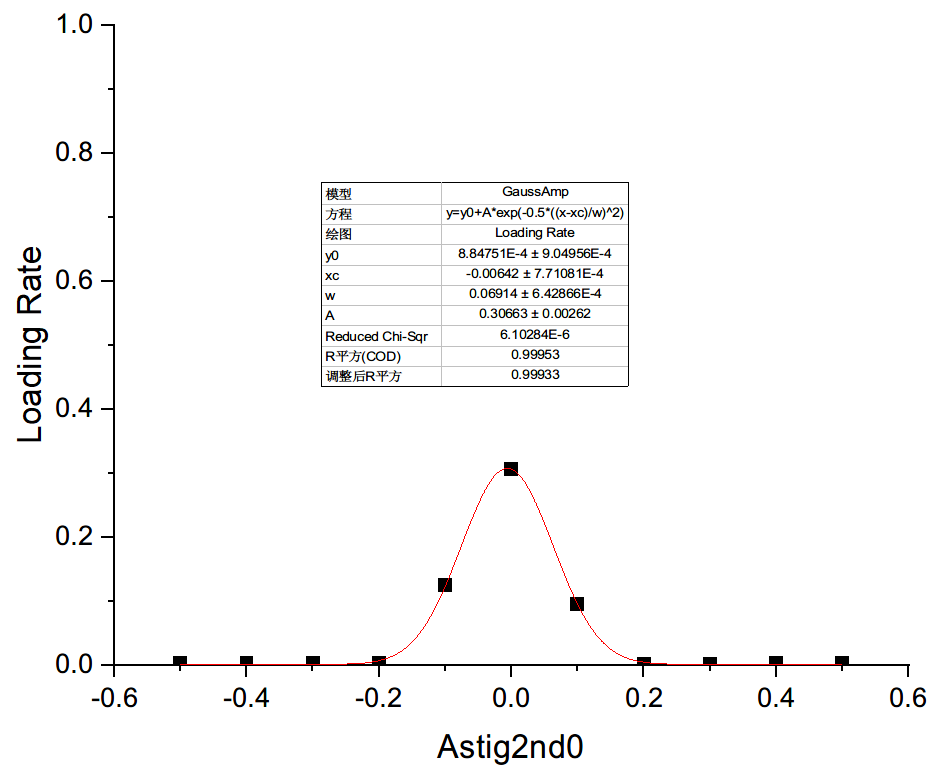 1.0
0.8
0.6
0.4
0.2
0.0
Loading Rate
模型 GaussAmp
方程 y=y0+A*exp(-0.5*((x-xc)/w)^2)
绘图 Loading Rate
y0 8.84751E-4 ± 9.04956E-4
xc -0.00642 ± 7.71081E-4
w 0.06914 ± 6.42866E-4
A 0.30663 ± 0.00262
Reduced Chi-Sqr 6.10284E-6
R平方(COD) 0.99953
调整后R平方 0.99933
-0.6 -0.4 -0.2 0.0 0.2 0.4 0.6
Astig2nd0